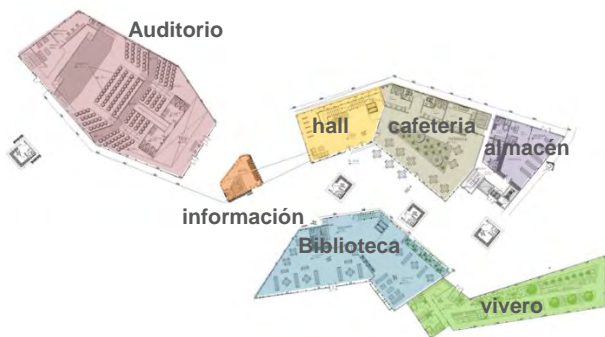 Auditorio
hall
cafeteria
almacén
información
Biblioteca
vivero